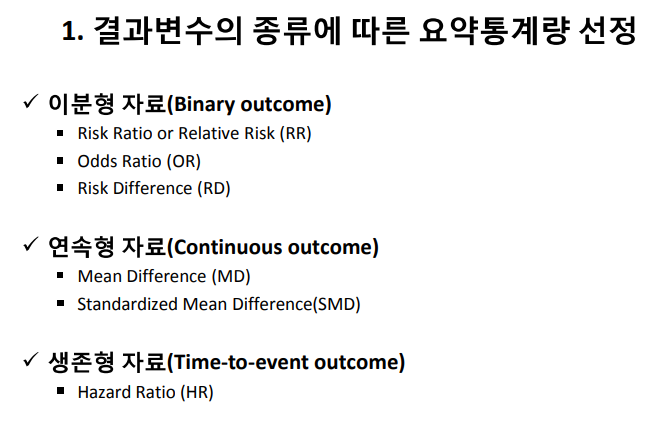 1. 결과변수의 종류에 따른 요약통계량 선정
✓ 이분형 자료(Binary outcome)
▪ Risk Ratio or Relative Risk (RR)
▪ Odds Ratio (OR)
▪ Risk Difference (RD)
✓ 연속형 자료(Continuous outcome)
▪ Mean Difference (MD)
▪ Standardized Mean Difference(SMD)
✓ 생존형 자료(Time-to-event outcome)
▪ Hazard Ratio (HR)